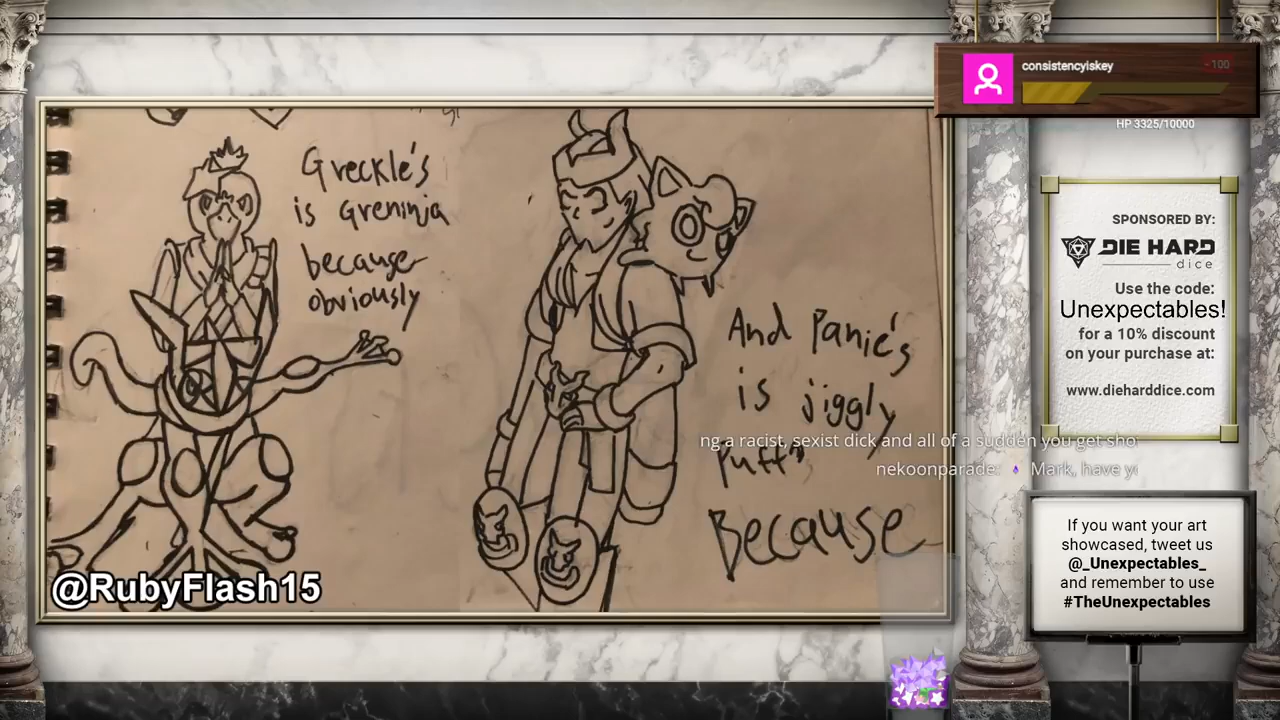 consistencyiskey
-100
HP 3325/10000
Greckle's
is Greninja
because
obviously
And Panic's
is jiggly
Puff?
Because
@RubyFlash15
SPONSORED BY:
DIE HARD
dice
Use the code:
Unexpectables!
for a 10% discount
on your purchase at:
www.dieharddice.com
ng a racist, sexist dick and all of a sudden you get sho
nekoonparade: Mark, have y
If you want your art
showcased, tweet us
@_Unexpectables_
and remember to use
#TheUnexpectables